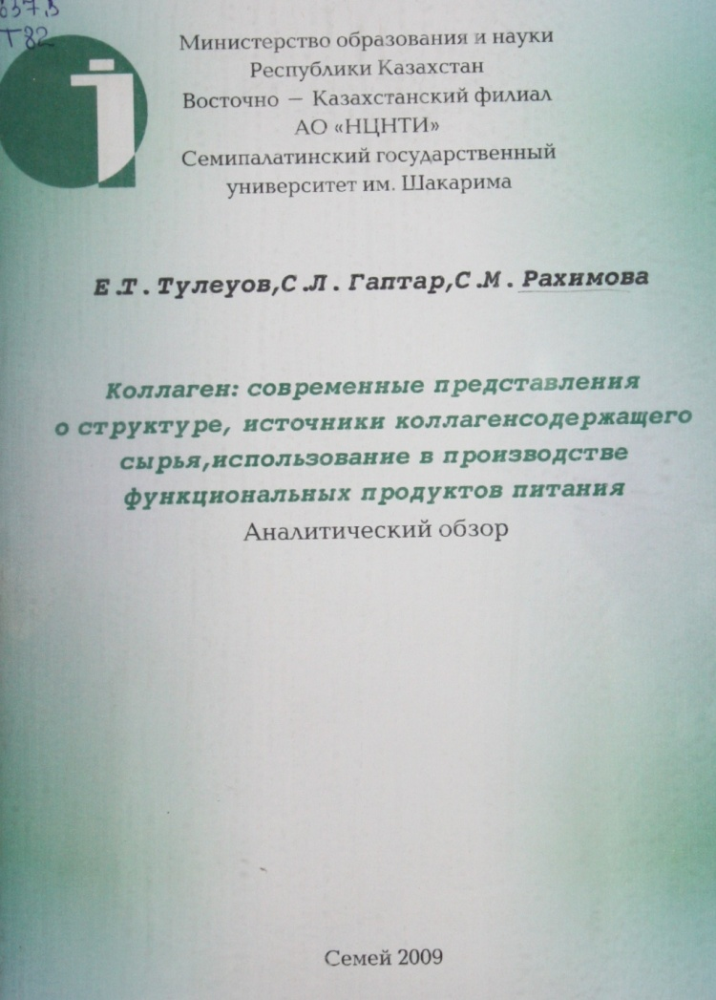 637.5
Т82
Министерство образования и науки
Республики Казахстан
Восточно – Казахстанский филиал
АО «НЦНТИ»
Семипалатинский государственный
университет им. Шакарима
Е.Т. Тулеуов,С.Л. Гаптар,С.М. Рахимова
Коллаген: современные представления
о структуре, источники коллагенсодержащего
сырья,использование в производстве
функциональных продуктов питания
Аналитический обзор
Семей 2009